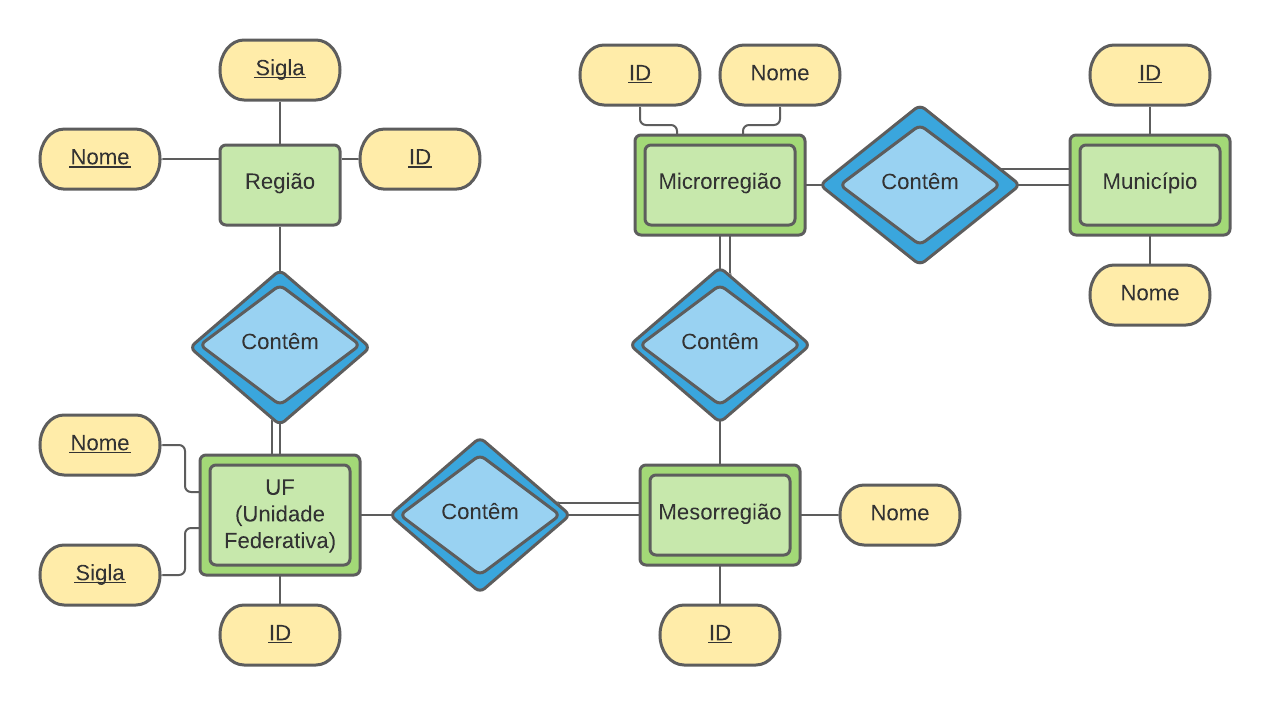 Sigla
Nome
ID
Região
Contêm
Nome
Sigla
UF
(Unidade
Federativa)
ID
Contêm
ID
Nome
Microrregião
Contêm
Mesorregião
Nome
ID
Contêm
ID
Município
Nome